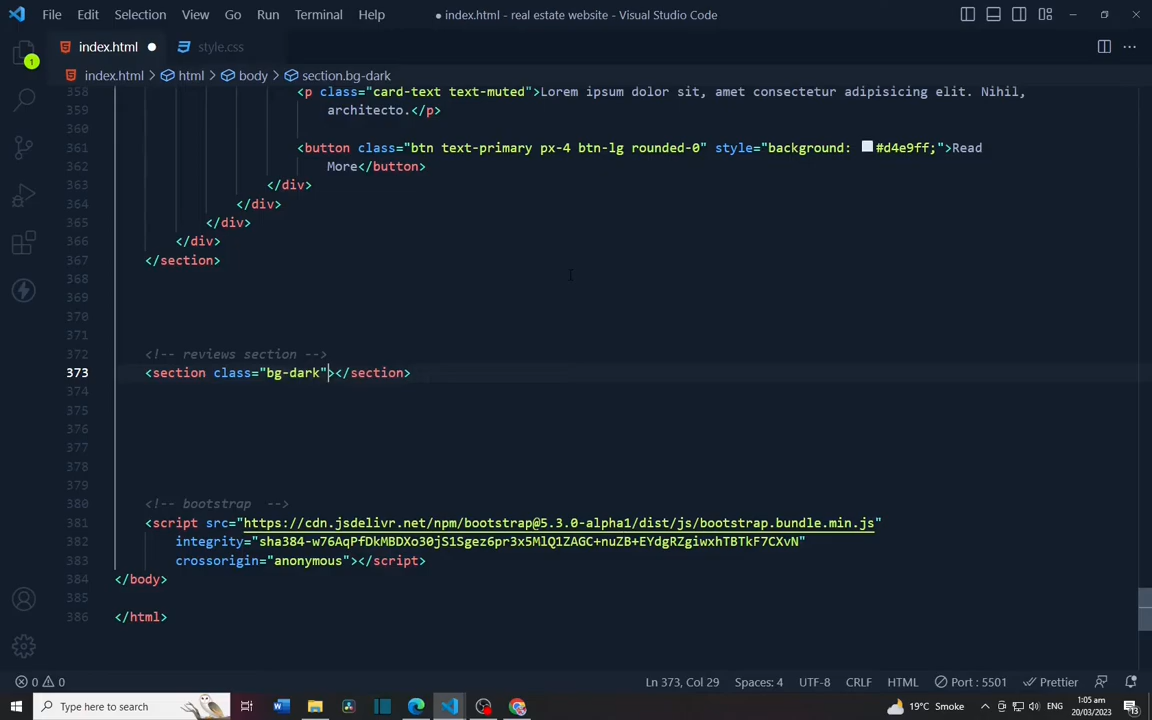 File Edit Selection View Go Run Terminal Help ● index.html - real estate website - Visual Studio Code
index.html ● style.css
index.html > html > body > section.bg-dark
358 <p class="card-text text-muted">Lorem ipsum dolor sit, amet consectetur adipisicing elit. Nihil,
359 architecto.</p>
360
361 <button class="btn text-primary px-4 btn-lg rounded-0" style="background: #d4e9ff;">Read
362 More</button>
363 </div>
364 </div>
365 </div>
366 </div>
367 </section>
368
369
370
371
372 <!-- reviews section -->
373 <section class="bg-dark"></section>
374
375
376
377
378
379
380 <!-- bootstrap -->
381 <script src="https://cdn.jsdelivr.net/npm/bootstrap@5.3.0-alpha1/dist/js/bootstrap.bundle.min.js"
382 integrity="sha384-w76AqPfDkMBDXo30jS1Sgez6pr3x5MlQ1ZAGC+nuZB+EYdgRZgiwxhTBTkF7CXvN"
383 crossorigin="anonymous"></script>
384 </body>
385
386 </html>
1
0 0 Ln 373, Col 29 Spaces: 4 UTF-8 CRLF HTML Port : 5501 Prettier
Type here to search 19°C Smoke ENG 1:05 am
20/03/2023 13